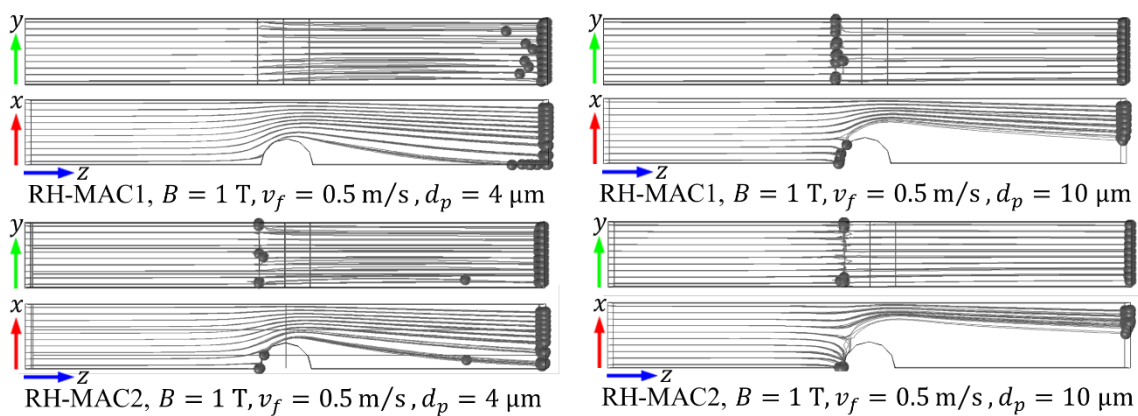 y
x
z
RH-MAC1, B = 1 T, v_f = 0.5 m/s , d_p = 4 μm
y
x
z
RH-MAC1, B = 1 T, v_f = 0.5 m/s , d_p = 10 μm
y
x
z
RH-MAC2, B = 1 T, v_f = 0.5 m/s , d_p = 4 μm
y
x
z
RH-MAC2, B = 1 T, v_f = 0.5 m/s , d_p = 10 μm